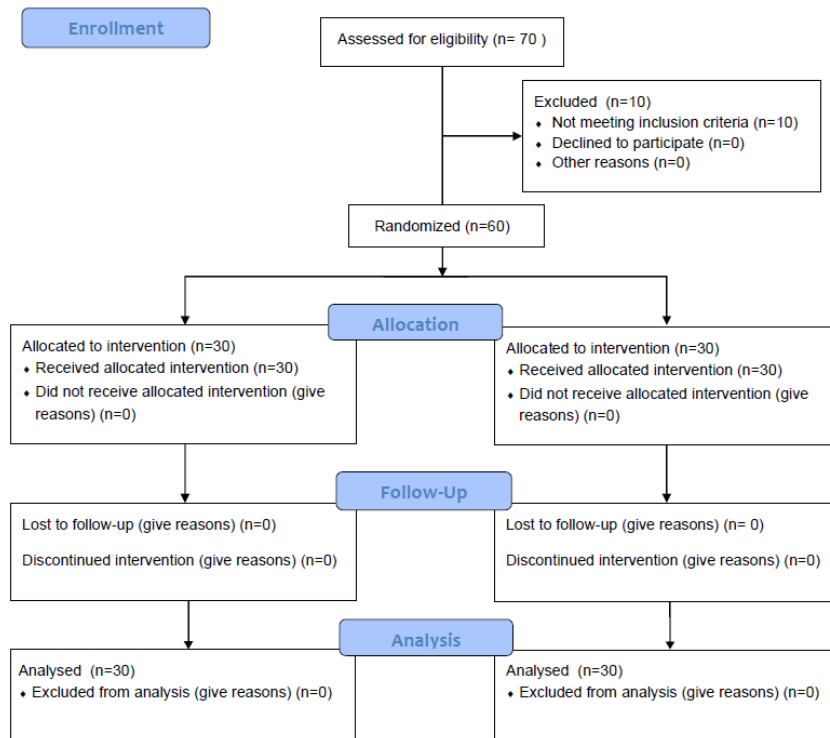 Enrollment
Assessed for eligibility (n= 70 )
Excluded (n=10)
⬧ Not meeting inclusion criteria (n=10)
⬧ Declined to participate (n=0)
⬧ Other reasons (n=0)
Randomized (n=60)
Allocation
Allocated to intervention (n=30)
⬧ Received allocated intervention (n=30)
⬧ Did not receive allocated intervention (give
reasons) (n=0)
Allocated to intervention (n=30)
⬧ Received allocated intervention (n=30)
⬧ Did not receive allocated intervention (give
reasons) (n=0)
Follow-Up
Lost to follow-up (give reasons) (n=0)
Discontinued intervention (give reasons) (n=0)
Lost to follow-up (give reasons) (n= 0)
Discontinued intervention (give reasons) (n=0)
Analysis
Analysed (n=30)
⬧ Excluded from analysis (give reasons) (n=0)
Analysed (n=30)
⬧ Excluded from analysis (give reasons) (n=0)